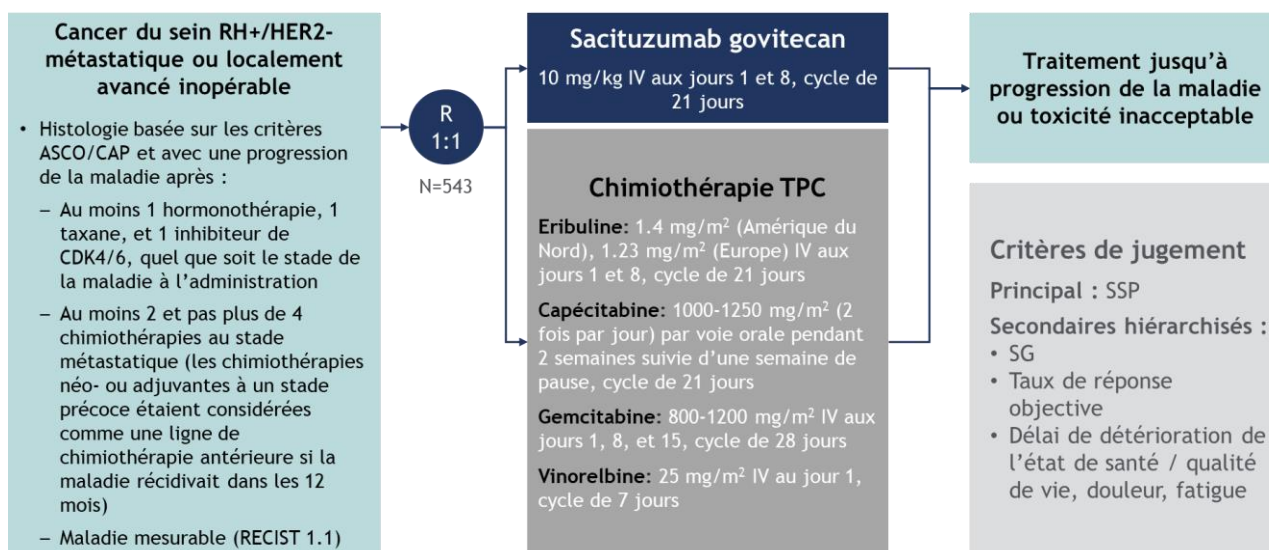 Cancer du sein RH+/HER2-
métastatique ou localement
avancé inopérable
• Histologie basée sur les critères
ASCO/CAP et avec une progression
de la maladie après :
– Au moins 1 hormonothérapie, 1
taxane, et 1 inhibiteur de
CDK4/6, quel que soit le stade de
la maladie à l’administration
– Au moins 2 et pas plus de 4
chimiothérapies au stade
métastatique (les chimiothérapies
néo- ou adjuvantes à un stade
précoce étaient considérées
comme une ligne de
chimiothérapie antérieure si la
maladie récidivait dans les 12
mois)
– Maladie mesurable (RECIST 1.1)
R
1:1
N=543
Sacituzumab govitecan
10 mg/kg IV aux jours 1 et 8, cycle de
21 jours
Chimiothérapie TPC
Eribuline: 1.4 mg/m² (Amérique du
Nord), 1.23 mg/m² (Europe) IV aux
jours 1 et 8, cycle de 21 jours
Capécitabine: 1000-1250 mg/m² (2
fois par jour) par voie orale pendant
2 semaines suivie d’une semaine de
pause, cycle de 21 jours
Gemcitabine: 800-1200 mg/m² IV aux
jours 1, 8, et 15, cycle de 28 jours
Vinorelbine: 25 mg/m² IV au jour 1,
cycle de 7 jours
Traitement jusqu’à
progression de la maladie
ou toxicité inacceptable
Critères de jugement
Principal : SSP
Secondaires hiérarchisés :
• SG
• Taux de réponse
objective
• Délai de détérioration de
l’état de santé / qualité
de vie, douleur, fatigue